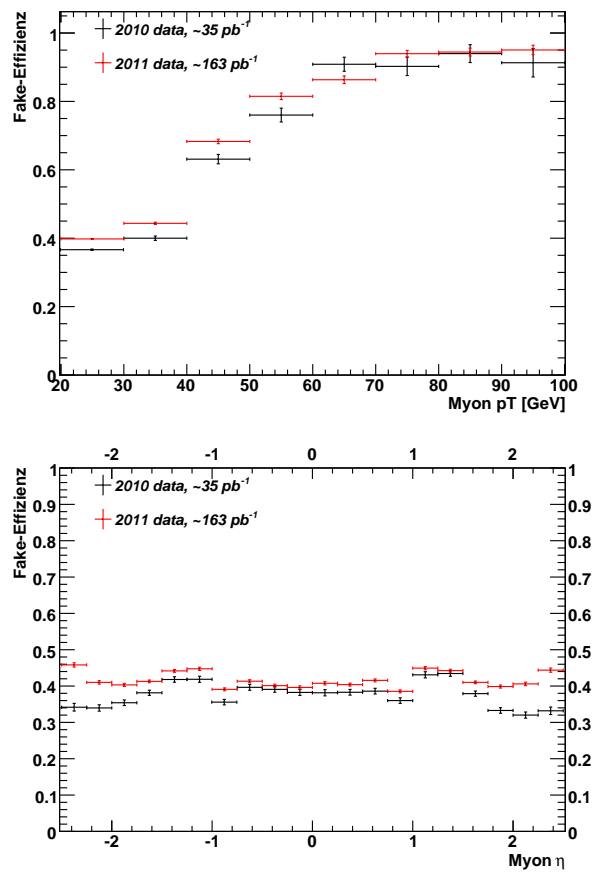 Fake-Effizienz
1
0.8
0.6
0.4
0.2
0
2010 data, ~35 pb-1
2011 data, ~163 pb-1
20 30 40 50 60 70 80 90 100
Myon pT [GeV]
-2 -1 0 1 2
Fake-Effizienz
1 1
0.9 0.9
0.8 0.8
0.7 0.7
0.6 0.6
0.5 0.5
0.4 0.4
0.3 0.3
0.2 0.2
0.1 0.1
0 0
2010 data, ~35 pb-1
2011 data, ~163 pb-1
-2 -1 0 1 2
Myon η